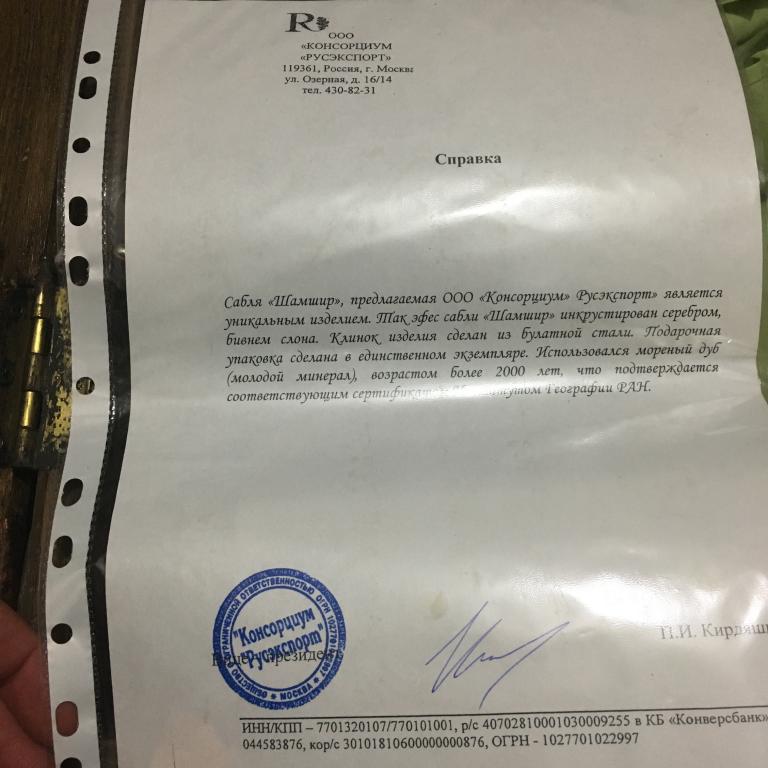 R
ООО
«КОНСОРЦИУМ
«РУСЭКСПОРТ»
119361, Россия, г. Москва
ул. Озерная, д. 16/14
тел. 430-82-31
Справка
Сабля «Шамшир», предлагаемая ООО «Консорциум» Русэкспорт» является
уникальным изделием. Так эфес сабли «Шамшир» инкрустирован серебром,
бивнем слона. Клинок изделия сделан из булатной стали. Подарочная
упаковка сделана в единственном экземпляре. Использовался мореный дуб
(молодой минерал), возрастом более 2000 лет, что подтверждается
соответствующим Географии РАН.
"Консорциум
"Русэкспорт"
МОСКВА
П.И.
ИНН/КПП – 7701320107/770101001, р/с 40702810001030009255 в КБ «Конверсбанк»
044583876, кор/с 30101810600000000876, ОГРН - 1027701022997